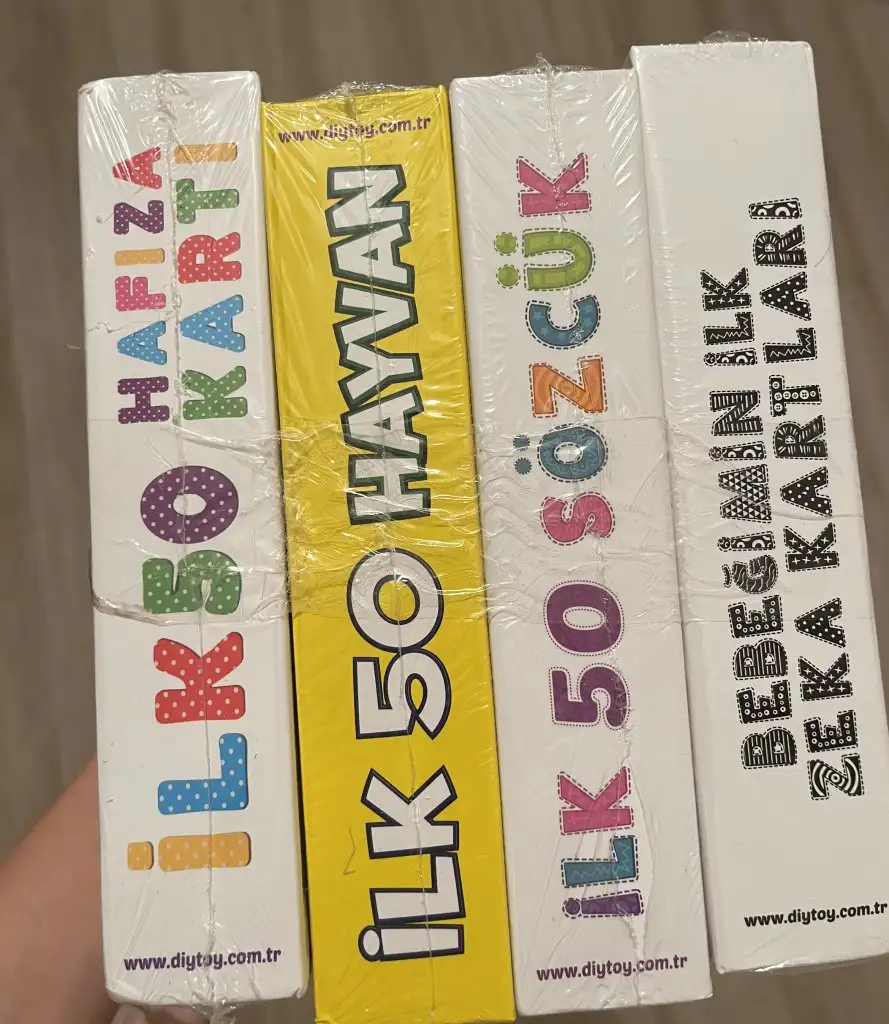 İLK 50 HAFIZA
KARTI
www.diytoy.com.tr
www.diytoy.com.tr
İLK 50 HAYVAN
İLK 50 SÖZCÜK
www.diytoy.com.tr
BEBEĞİMİN İLK
ZEKA KARTLARI
www.diytoy.com.tr